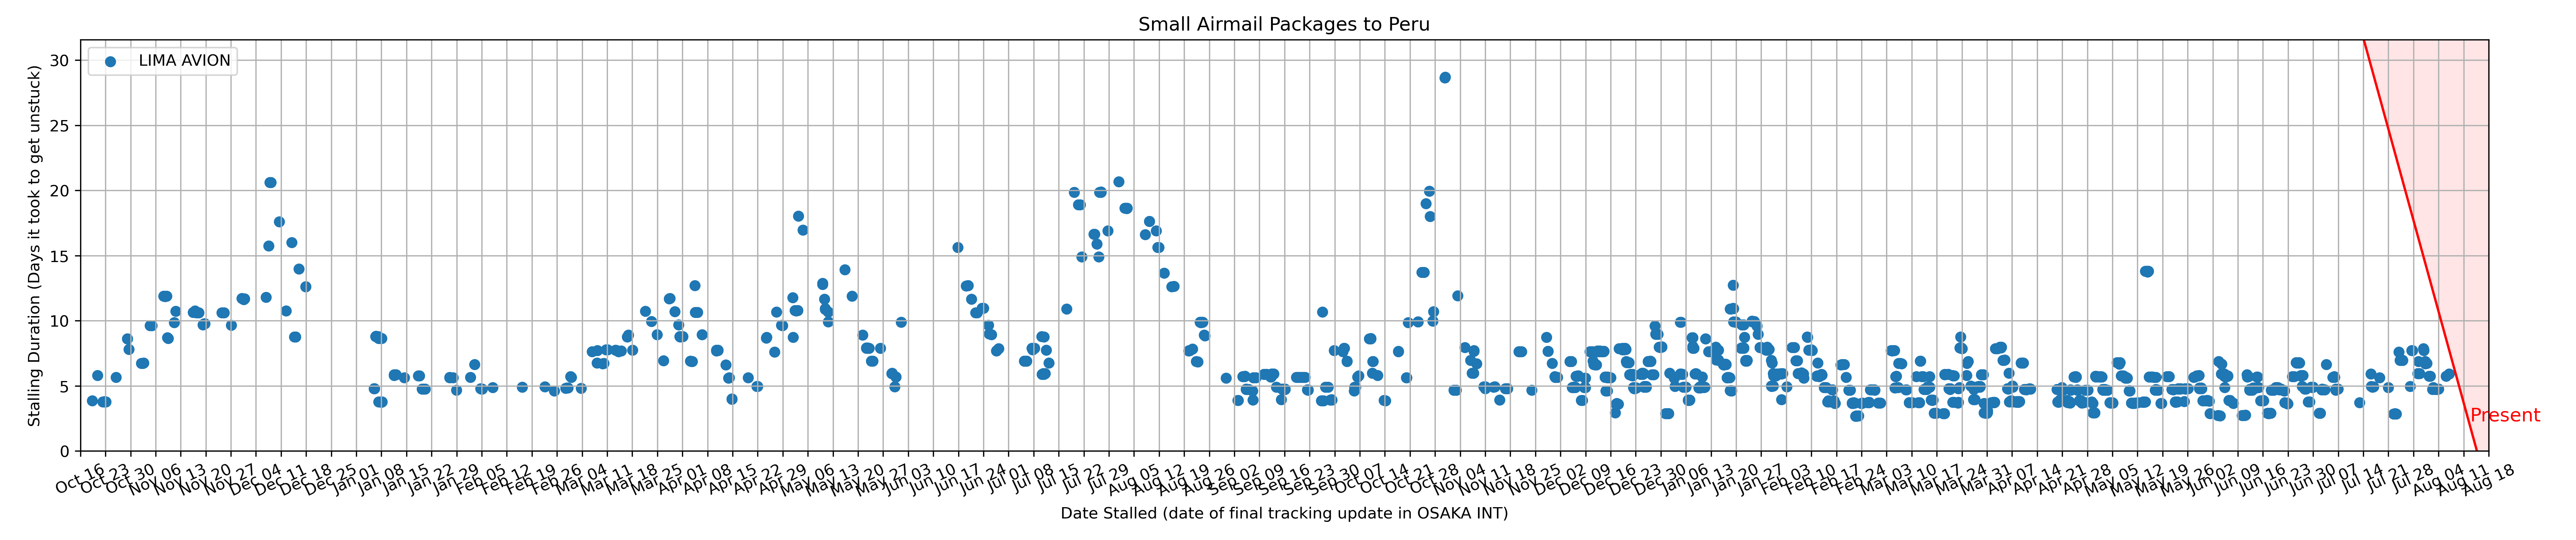 Small Airmail Packages to Peru
LIMA AVION
Stalling Duration (Days it took to get unstuck)
30
25
20
15
10
5
0
Present
Oct 16
Oct 23
Oct 30
Nov 06
Nov 13
Nov 20
Nov 27
Dec 04
Dec 11
Dec 18
Dec 25
Jan 01
Jan 08
Jan 15
Jan 22
Jan 29
Feb 05
Feb 12
Feb 19
Feb 26
Mar 04
Mar 11
Mar 18
Mar 25
Apr 01
Apr 08
Apr 15
Apr 22
Apr 29
May 06
May 13
May 20
May 27
Jun 03
Jun 10
Jun 17
Jun 24
Jul 01
Jul 08
Jul 15
Jul 22
Jul 29
Aug 05
Aug 12
Aug 19
Aug 26
Sep 02
Sep 09
Sep 16
Sep 23
Sep 30
Oct 07
Oct 14
Oct 21
Oct 28
Nov 04
Nov 11
Nov 18
Nov 25
Dec 02
Dec 09
Dec 16
Dec 23
Dec 30
Jan 06
Jan 13
Jan 20
Jan 27
Feb 03
Feb 10
Feb 17
Feb 24
Mar 03
Mar 10
Mar 17
Mar 24
Mar 31
Apr 07
Apr 14
Apr 21
Apr 28
May 05
May 12
May 19
May 26
Jun 02
Jun 09
Jun 16
Jun 23
Jun 30
Jul 07
Jul 14
Jul 21
Jul 28
Aug 04
Aug 11
Aug 18
Date Stalled (date of final tracking update in OSAKA INT)